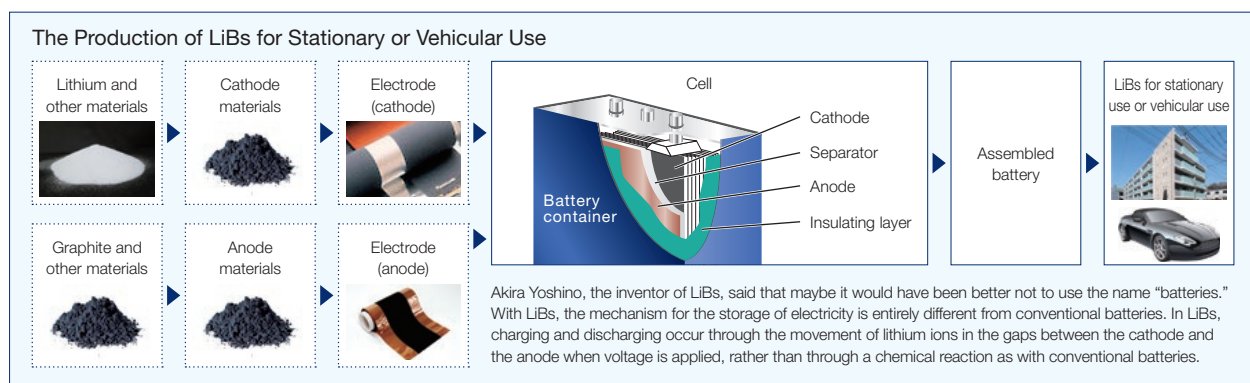 The Production of LiBs for Stationary or Vehicular Use
Lithium and
other materials
Cathode
materials
Electrode
(cathode)
Graphite and
other materials
Anode
materials
Electrode
(anode)
Cell
Cathode
Separator
Anode
Insulating layer
Battery
container
Assembled
battery
LiBs for stationary
use or vehicular use
Akira Yoshino, the inventor of LiBs, said that maybe it would have been better not to use the name “batteries.”
With LiBs, the mechanism for the storage of electricity is entirely different from conventional batteries. In LiBs,
charging and discharging occur through the movement of lithium ions in the gaps between the cathode and
the anode when voltage is applied, rather than through a chemical reaction as with conventional batteries.